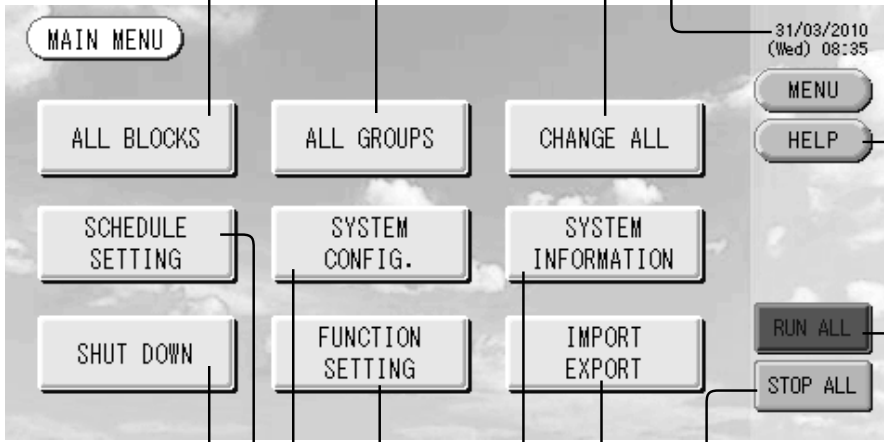 MAIN MENU
31/03/2010
(Wed) 08:35
MENU
HELP
ALL BLOCKS
ALL GROUPS
CHANGE ALL
SCHEDULE
SETTING
SYSTEM
CONFIG.
SYSTEM
INFORMATION
SHUT DOWN
FUNCTION
SETTING
IMPORT
EXPORT
RUN ALL
STOP ALL